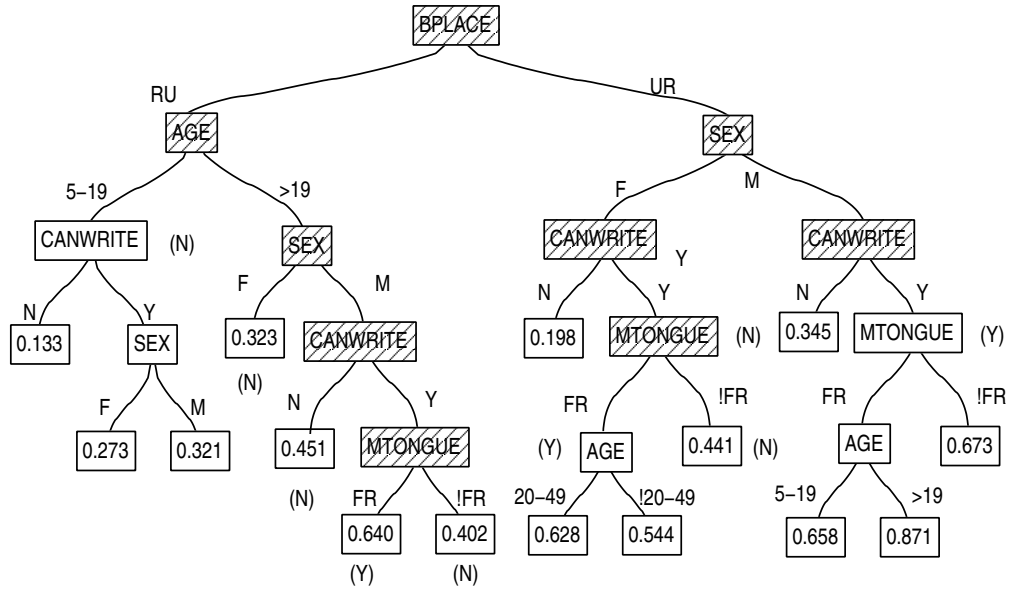 BPLACE
RU UR
AGE SEX
5–19 >19 F M
CANWRITE (N) SEX CANWRITE Y CANWRITE
N Y F M N Y N Y
0.133 SEX 0.323 CANWRITE 0.198 MTONGUE (N) 0.345 MTONGUE (Y)
(N)
F M N Y FR !FR FR !FR
0.273 0.321 0.451 MTONGUE (Y) AGE 0.441 (N) AGE 0.673
(N) FR !FR 20–49 !20–49 5–19 >19
0.640 0.402 0.628 0.544 0.658 0.871
(Y) (N)